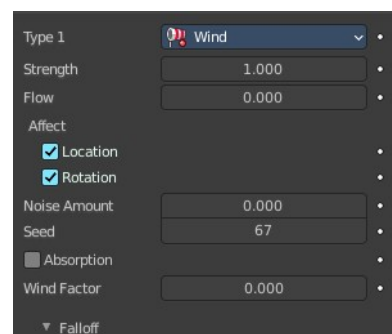 Type 1 Wind
Strength 1.000
Flow 0.000
Affect
Location
Rotation
Noise Amount 0.000
Seed 67
Absorption
Wind Factor 0.000
Falloff